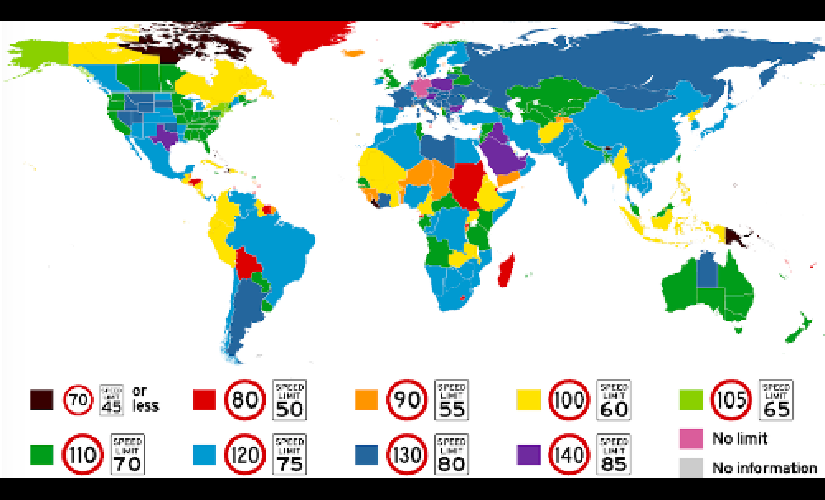 70 SPEED LIMIT 45 or less
80 SPEED LIMIT 50
90 SPEED LIMIT 55
100 SPEED LIMIT 60
105 SPEED LIMIT 65
110 SPEED LIMIT 70
120 SPEED LIMIT 75
130 SPEED LIMIT 80
140 SPEED LIMIT 85
No limit
No information